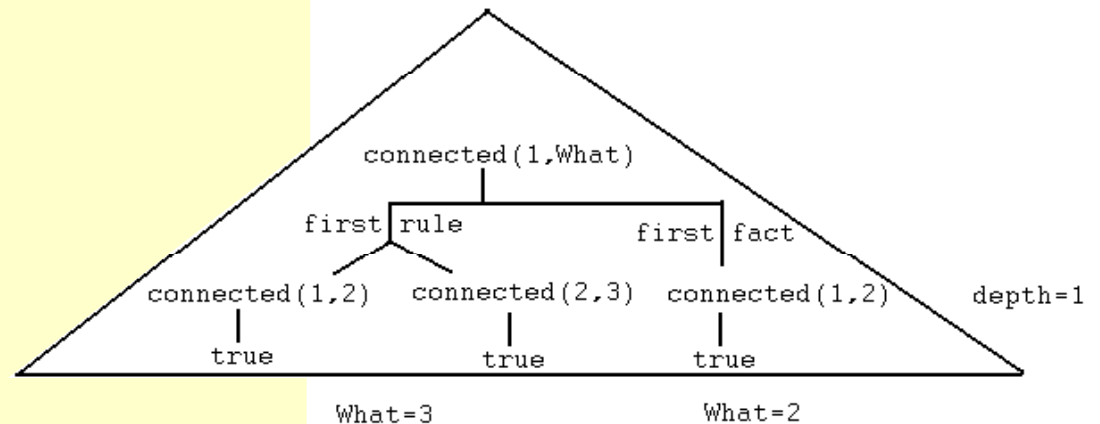 connected(1,What)
first rule
first fact
connected(1,2) connected(2,3) connected(1,2) depth=1
true true true
What=3 What=2